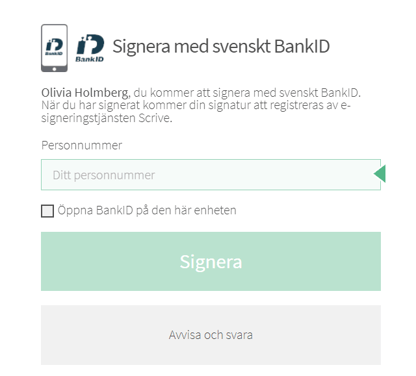 iD
BankID
Signera med svenskt BankID
Olivia Holmberg, du kommer att signera med svenskt BankID.
När du har signerat kommer din signatur att registreras av e-
signeringstjänsten Scrive.
Personnummer
Ditt personnummer
Öppna BankID på den här enheten
Signera
Avvisa och svara